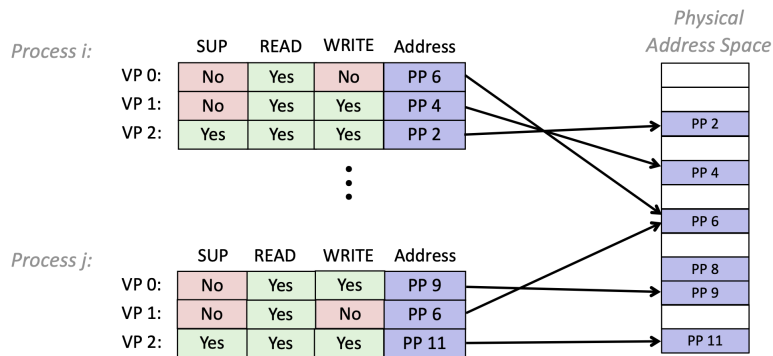 Physical
Address Space
Process i:
SUP READ WRITE Address
VP 0: No Yes No PP 6
VP 1: No Yes Yes PP 4
VP 2: Yes Yes Yes PP 2
PP 2
PP 4
PP 6
PP 8
PP 9
PP 11
Process j:
SUP READ WRITE Address
VP 0: No Yes Yes PP 9
VP 1: No Yes No PP 6
VP 2: Yes Yes Yes PP 11